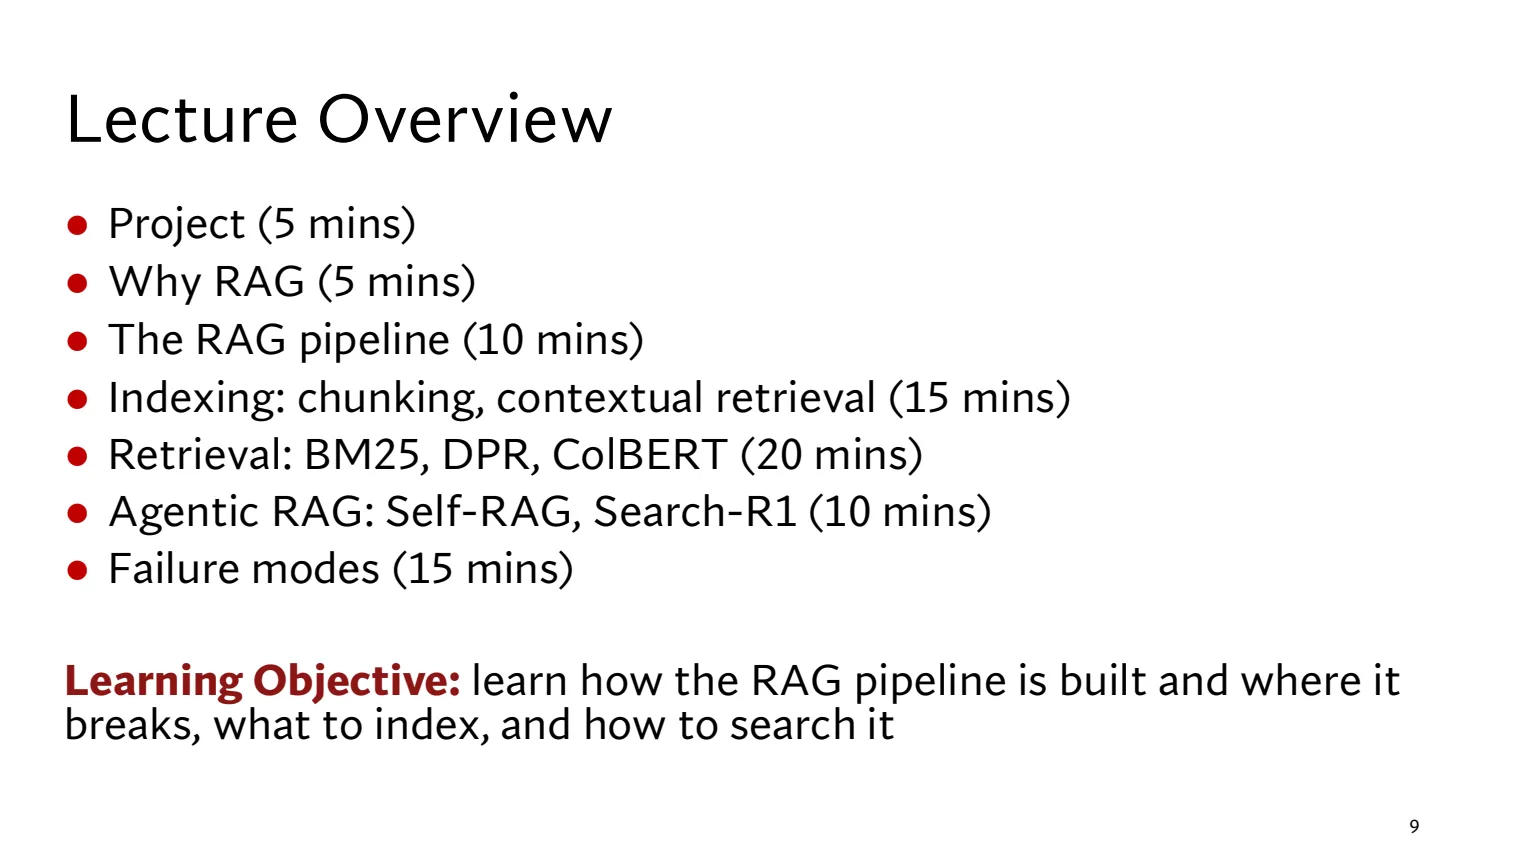 Lecture Overview
● Project (5 mins)
● Why RAG (5 mins)
● The RAG pipeline (10 mins)
● Indexing: chunking, contextual retrieval (15 mins)
● Retrieval: BM25, DPR, ColBERT (20 mins)
● Agentic RAG: Self-RAG, Search-R1 (10 mins)
● Failure modes (15 mins)
Learning Objective: learn how the RAG pipeline is built and where it
breaks, what to index, and how to search it
9